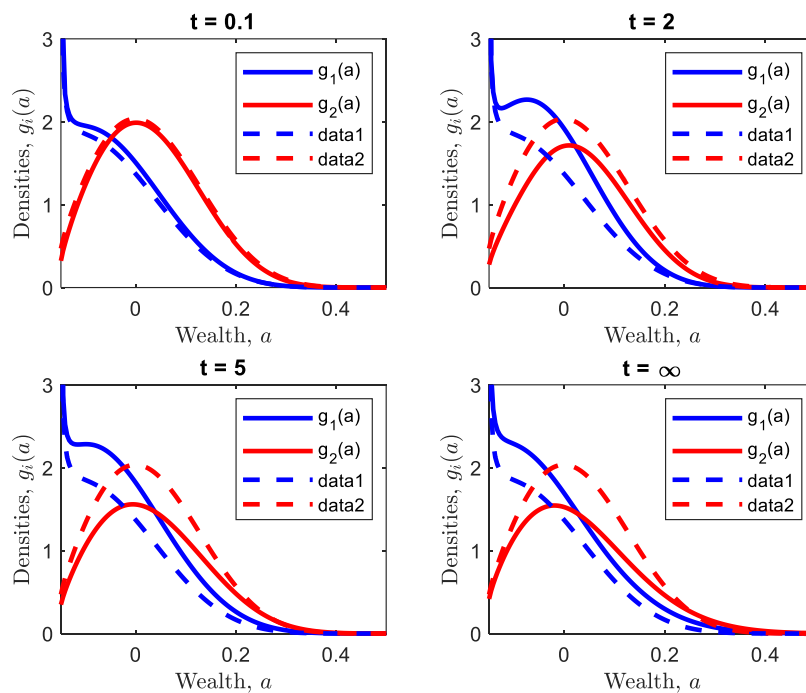 t = 0.1
3
2
1
0
Densities, g_i(a)
g_1(a)
g_2(a)
data1
data2
0 0.2 0.4
Wealth, a
t = 2
3
2
1
0
Densities, g_i(a)
g_1(a)
g_2(a)
data1
data2
0 0.2 0.4
Wealth, a
t = 5
3
2
1
0
Densities, g_i(a)
g_1(a)
g_2(a)
data1
data2
0 0.2 0.4
Wealth, a
t = ∞
3
2
1
0
Densities, g_i(a)
g_1(a)
g_2(a)
data1
data2
0 0.2 0.4
Wealth, a